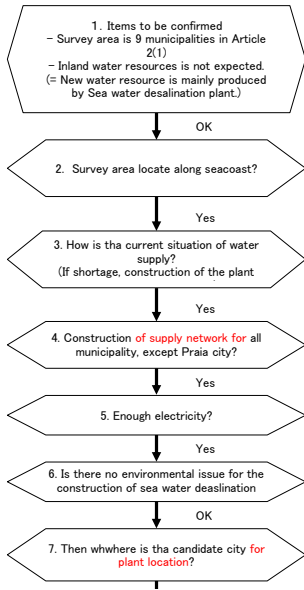 1. Items to be confirmed
- Survey area is 9 municipalities in Article
2(1)
- Inland water resources is not expected.
(= New water resource is mainly produced
by Sea water desalination plant.)
OK
2. Survey area locate along seacoast?
Yes
3. How is tha current situation of water
supply?
(If shortage, construction of the plant
Yes
4. Construction of supply network for all
municipality, except Praia city?
Yes
5. Enough electricity?
Yes
6. Is there no environmental issue for the
construction of sea water deaslination
OK
7. Then whwhere is tha candidate city for
plant location?